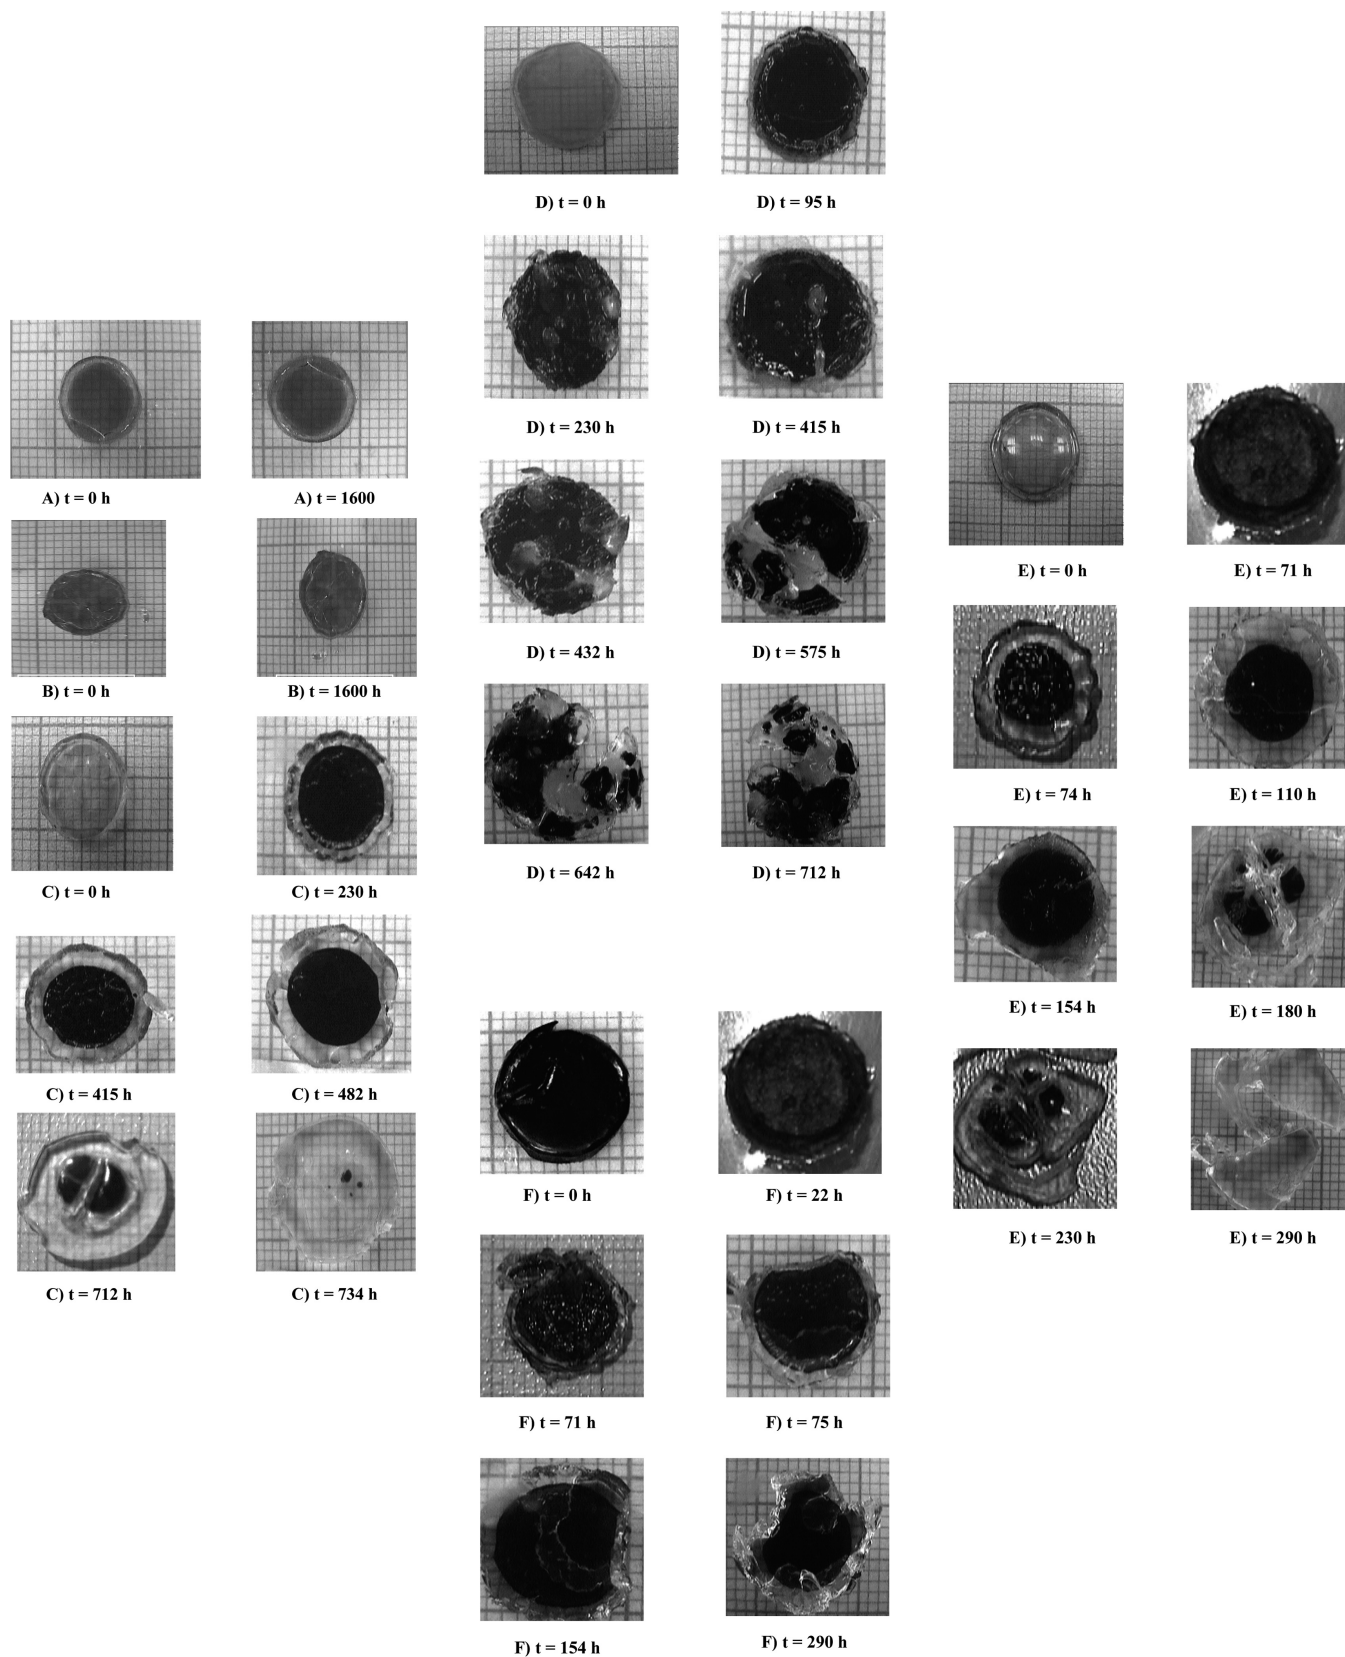 D) t = 0 h
D) t = 95 h
D) t = 230 h
D) t = 415 h
A) t = 0 h
A) t = 1600
E) t = 0 h
E) t = 71 h
D) t = 432 h
D) t = 575 h
B) t = 0 h
B) t = 1600 h
E) t = 74 h
E) t = 110 h
D) t = 642 h
D) t = 712 h
C) t = 0 h
C) t = 230 h
E) t = 154 h
E) t = 180 h
C) t = 415 h
C) t = 482 h
F) t = 0 h
F) t = 22 h
E) t = 230 h
E) t = 290 h
C) t = 712 h
C) t = 734 h
F) t = 71 h
F) t = 75 h
F) t = 154 h
F) t = 290 h